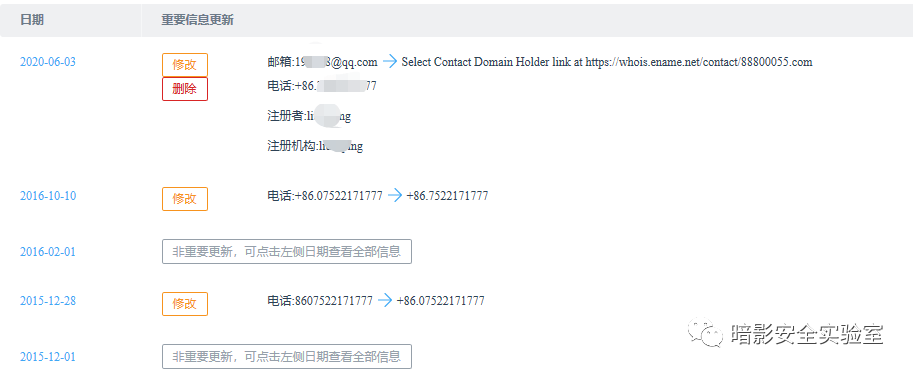 日期 重要信息更新
2020-06-03 修改 邮箱:19 8@qq.com → Select Contact Domain Holder link at https://whois.ename.net/contact/88800055.com
删除 电话:+86. 77
注册者:li ng
注册机构:li ing
2016-10-10 修改 电话:+86.07522171777 → +86.7522171777
2016-02-01 非重要更新，可点击左侧日期查看全部信息
2015-12-28 修改 电话:8607522171777 → +86.07522171777
2015-12-01 非重要更新，可点击左侧日期查看全部信息
暗影安全实验室